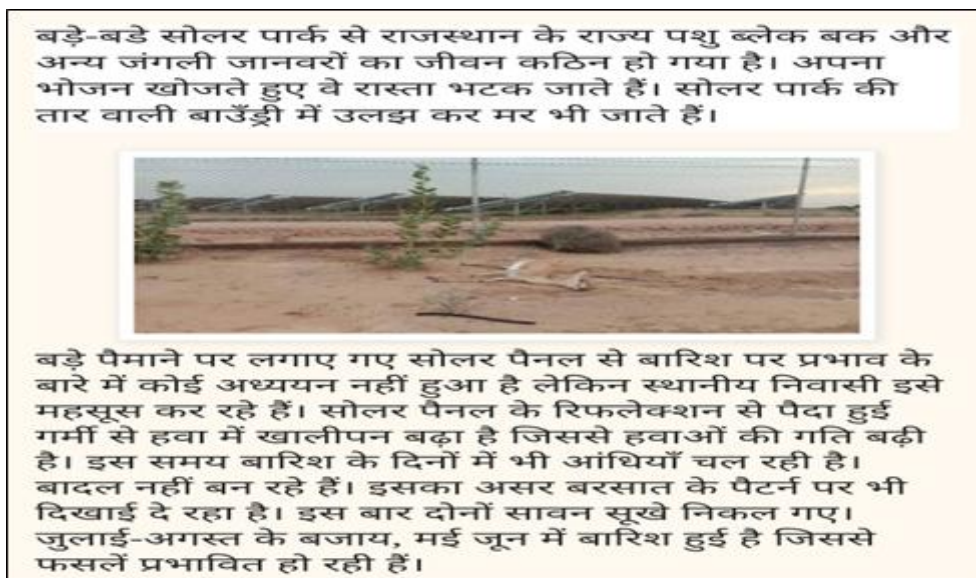 बड़े-बडे सोलर पार्क से राजस्थान के राज्य पशु ब्लेक बक और
अन्य जंगली जानवरों का जीवन कठिन हो गया है। अपना
भोजन खोजते हुए वे रास्ता भटक जाते हैं। सोलर पार्क की
तार वाली बाउँड्री में उलझ कर मर भी जाते हैं।
बड़े पैमाने पर लगाए गए सोलर पैनल से बारिश पर प्रभाव के
बारे में कोई अध्ययन नहीं हुआ है लेकिन स्थानीय निवासी इसे
महसूस कर रहे हैं। सोलर पैनल के रिफलेक्शन से पैदा हुई
गर्मी से हवा में खालीपन बढ़ा है जिससे हवाओं की गति बढ़ी
है। इस समय बारिश के दिनों में भी आंधियाँ चल रही है।
बादल नहीं बन रहे हैं। इसका असर बरसात के पैटर्न पर भी
दिखाई दे रहा है। इस बार दोनों सावन सूखे निकल गए।
जुलाई-अगस्त के बजाय, मई जून में बारिश हुई है जिससे
फसलें प्रभावित हो रही हैं।